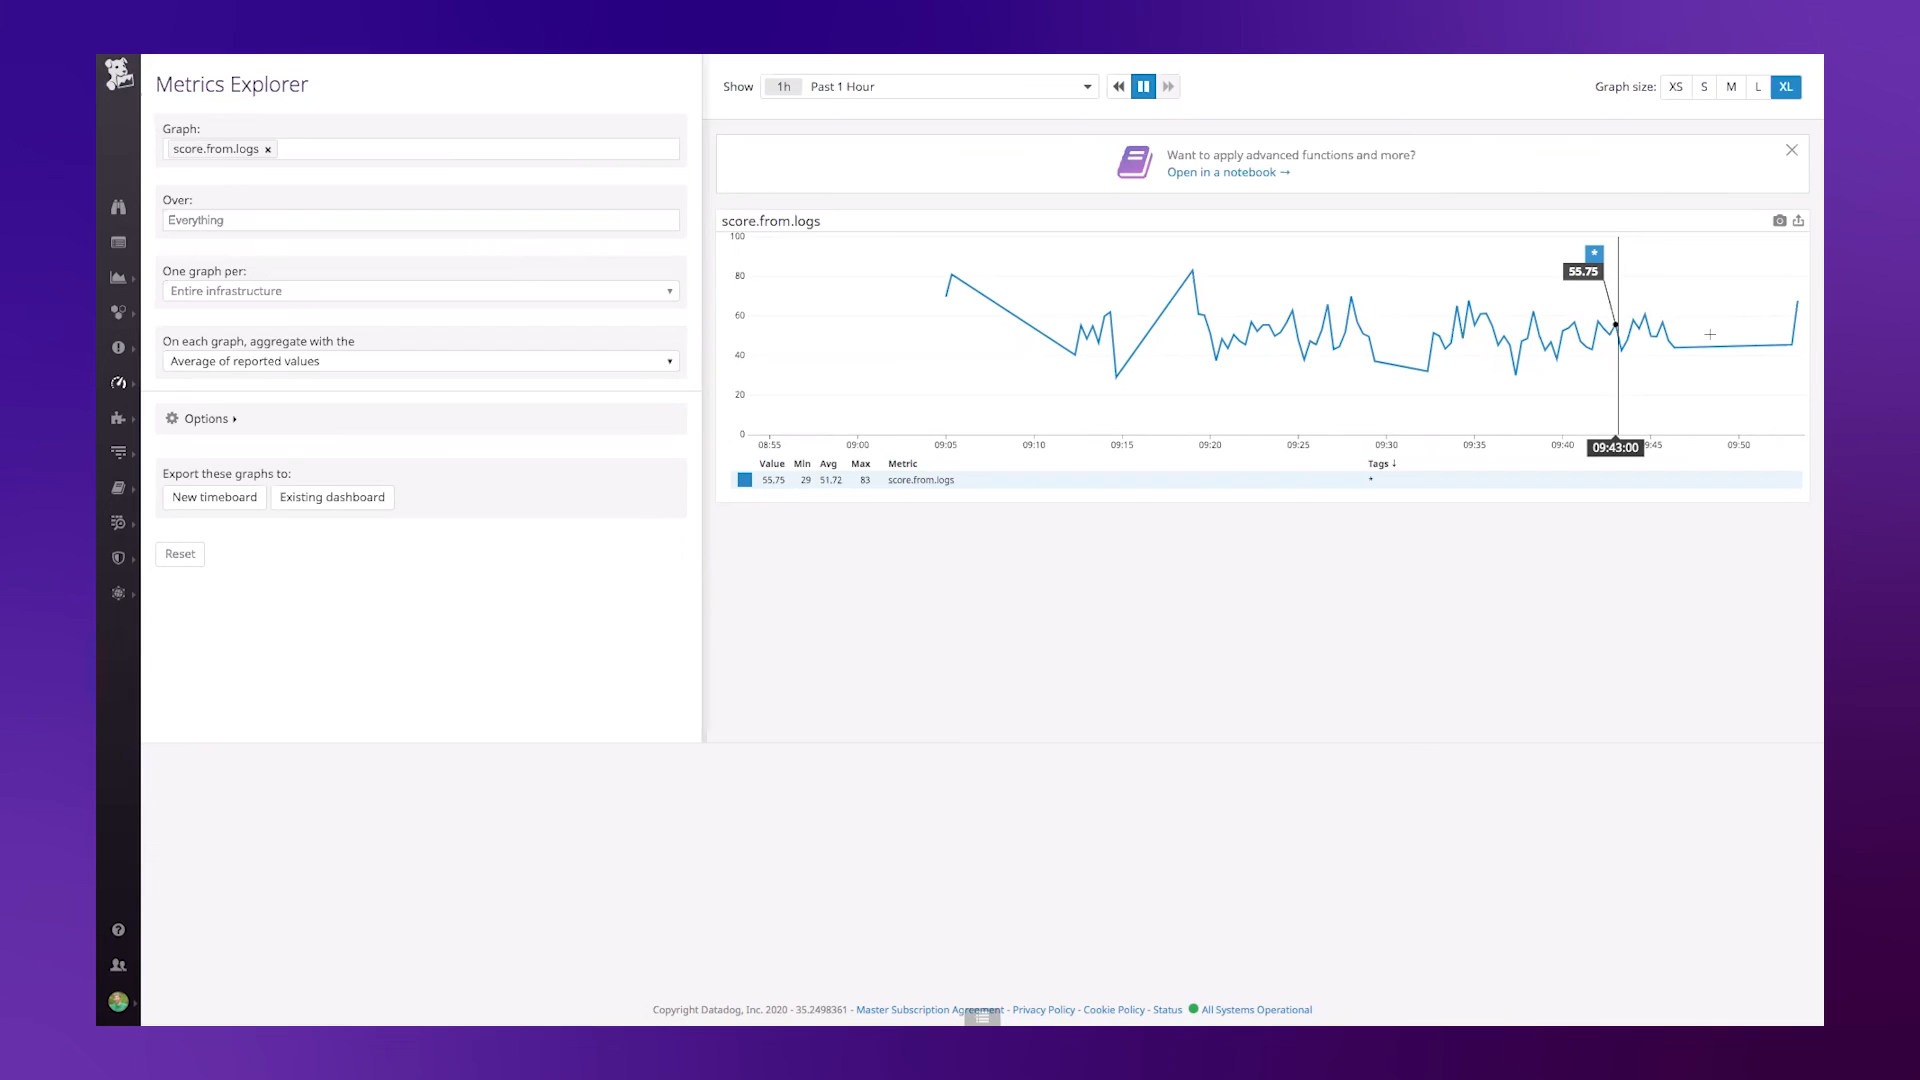 Metrics Explorer
Graph:
score.from.logs ×
Over:
Everything
One graph per:
Entire infrastructure
On each graph, aggregate with the
Average of reported values
Options
Export these graphs to:
New timeboard Existing dashboard
Reset
Show 1h Past 1 Hour
Graph size: XS S M L XL
Want to apply advanced functions and more?
Open in a notebook →
score.from.logs
100
80
60
40
20
0
*
55.75
08:55 09:00 09:05 09:10 09:15 09:20 09:25 09:30 09:35 09:40 09:43:00 9:45 09:50
Value Min Avg Max Metric Tags ↓
55.75 29 51.72 83 score.from.logs *
Copyright Datadog, Inc. 2020 - 35.2498361 - Master Subscription Agreement - Privacy Policy - Cookie Policy - Status All Systems Operational